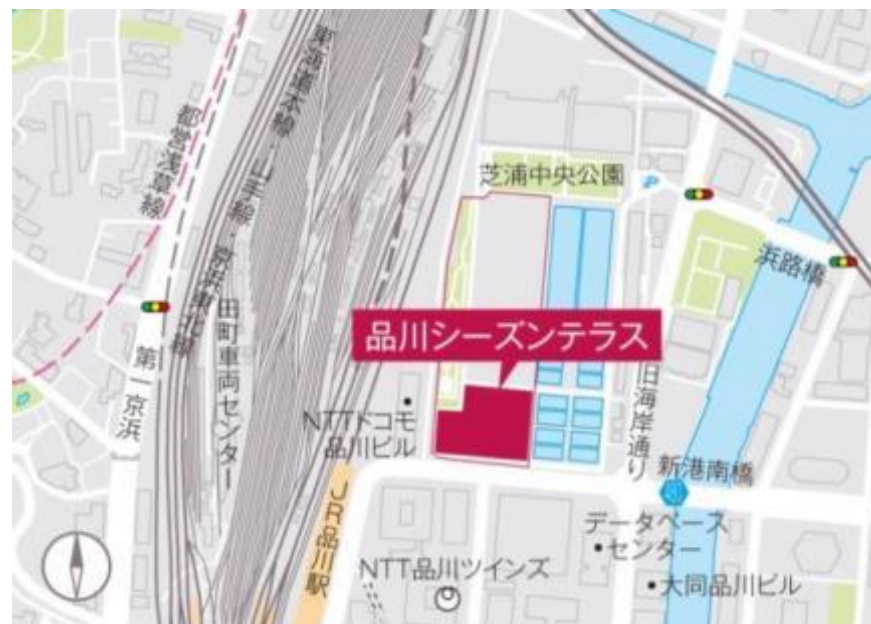 東海道本線・山手線・京浜東北線
都営浅草線
芝浦中央公園
浜路橋
品川シーズンテラス
田町車両センター
第一京浜
NTTドコモ
品川ビル
旧海岸通り
新港南橋
JR品川駅
データベース
センター
NTT品川ツインズ
大同品川ビル
P